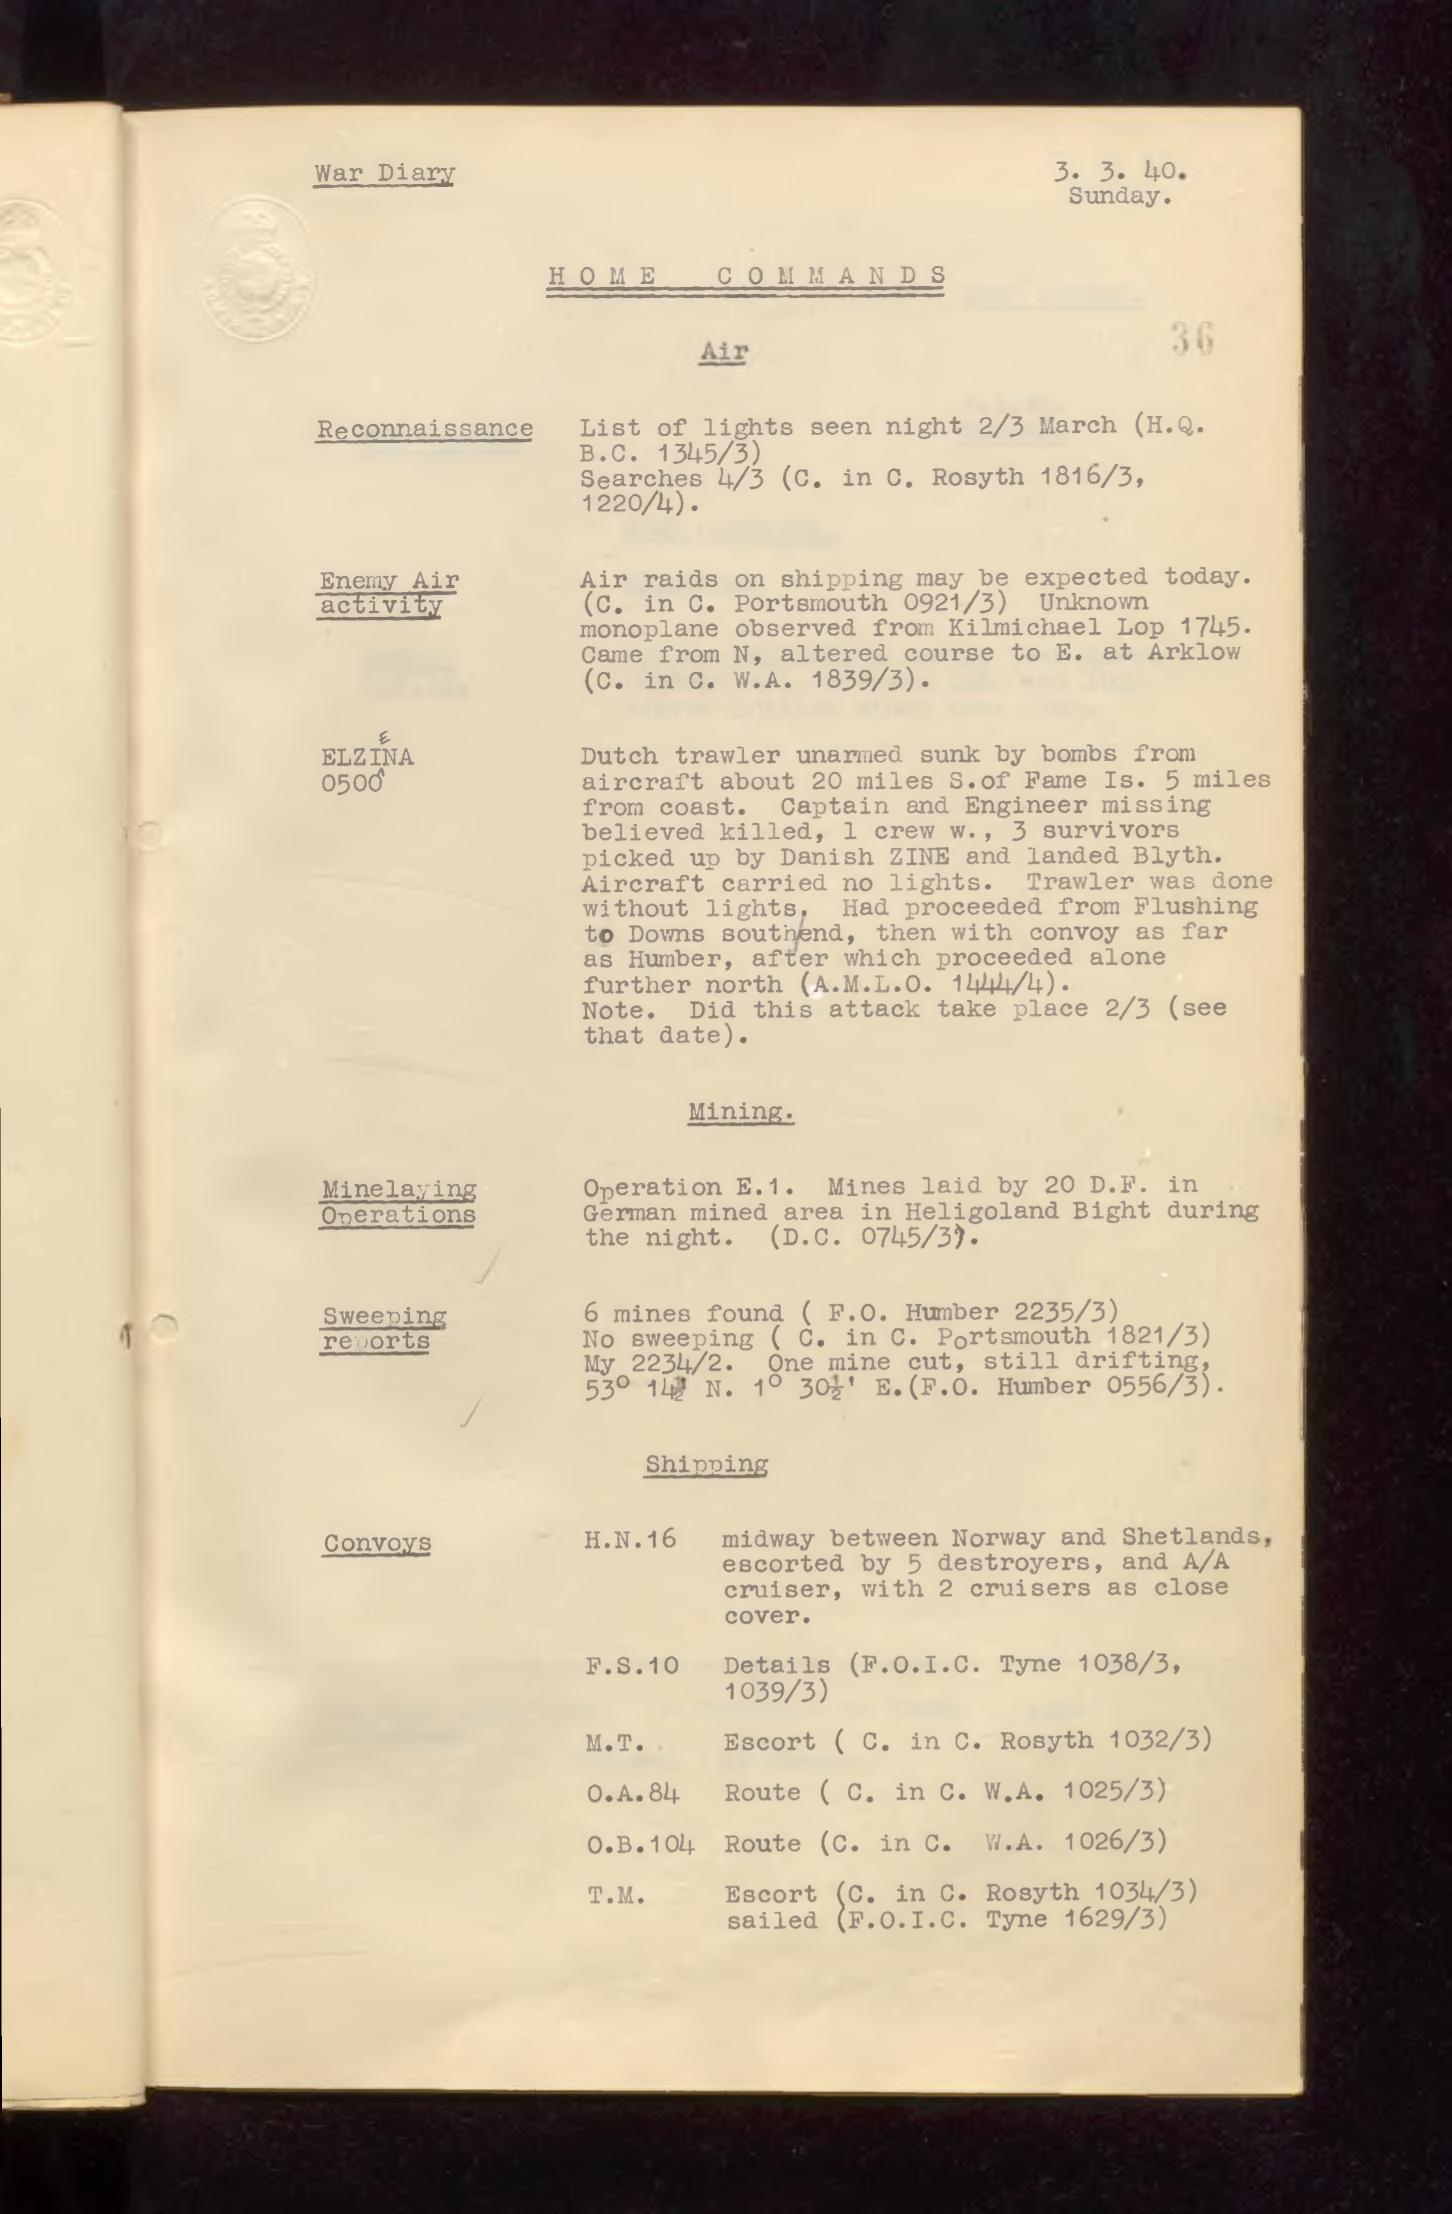 War Diary
3. 3. 40.
Sunday.
HOME COMMANDS
36
Air
Reconnaissance
List of lights seen night 2/3 March (H.Q.
B.C. 1345/3)
Searches 4/3 (C. in C. Rosyth 1816/3,
1220/4).
Enemy Air
activity
Air raids on shipping may be expected today.
(C. in C. Portsmouth 0921/3) Unknown
monoplane observed from Kilmichael Lop 1745.
Came from N, altered course to E. at Arklow
(C. in C. W.A. 1839/3).
E
ELZINA
0500
Dutch trawler unarmed sunk by bombs from
aircraft about 20 miles S.of Fame Is. 5 miles
from coast. Captain and Engineer missing
believed killed, 1 crew w., 3 survivors
picked up by Danish ZINE and landed Blyth.
Aircraft carried no lights. Trawler was done
without lights. Had proceeded from Flushing
to Downs south/end, then with convoy as far
as Humber, after which proceeded alone
further north (A.M.L.O. 1444/4).
Note. Did this attack take place 2/3 (see
that date).
Mining.
Minelaying
Operations
Operation E.1. Mines laid by 20 D.F. in
German mined area in Heligoland Bight during
the night. (D.C. 0745/3).
Sweeping
reports
6 mines found ( F.O. Humber 2235/3)
No sweeping ( C. in C. Portsmouth 1821/3)
My 2234/2. One mine cut, still drifting,
53° 14½ N. 1° 30½' E.(F.O. Humber 0556/3).
Shipping
Convoys
H.N.16 midway between Norway and Shetlands,
escorted by 5 destroyers, and A/A
cruiser, with 2 cruisers as close
cover.
F.S.10 Details (F.O.I.C. Tyne 1038/3,
1039/3)
M.T. Escort ( C. in C. Rosyth 1032/3)
O.A.84 Route ( C. in C. W.A. 1025/3)
O.B.104 Route (C. in C. W.A. 1026/3)
T.M. Escort (C. in C. Rosyth 1034/3)
sailed (F.O.I.C. Tyne 1629/3)